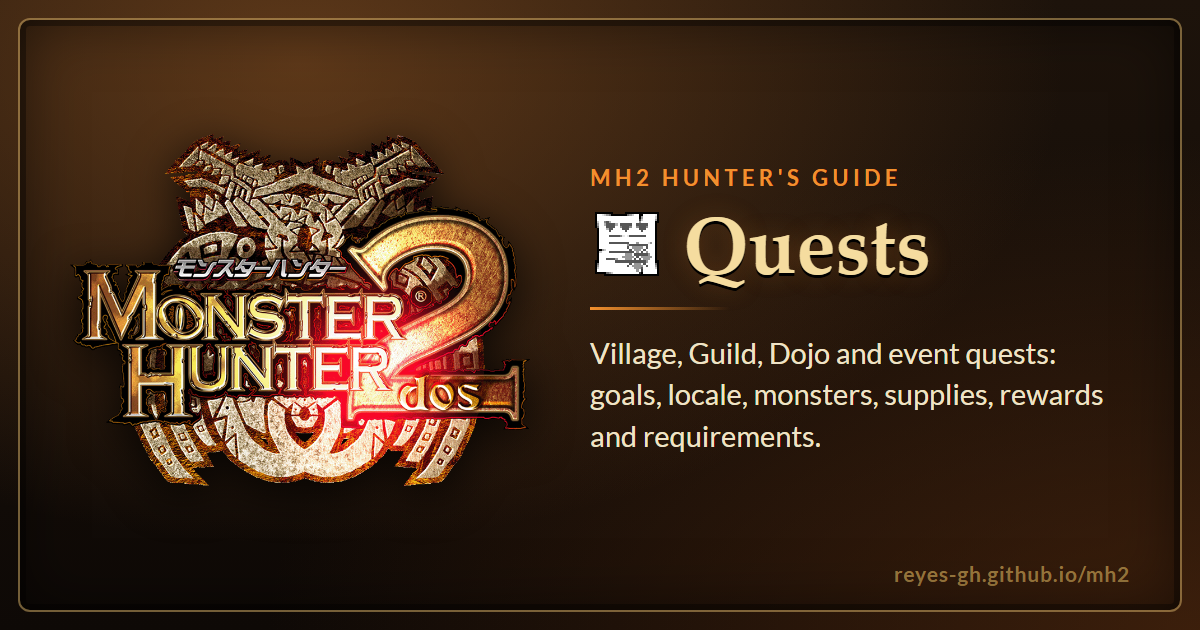 モンスターハンター
MONSTER
HUNTER
2
®
dos
MH2 HUNTER'S GUIDE
Quests
Village, Guild, Dojo and event quests:
goals, locale, monsters, supplies, rewards
and requirements.
reyes-gh.github.io/mh2